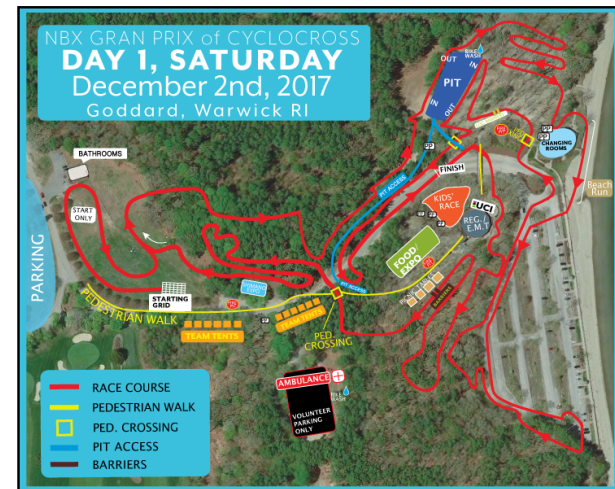 NBX GRAN PRIX of CYCLOCROSS
DAY 1, SATURDAY
December 2nd, 2017
Goddard, Warwick RI
BIKE
WASH
OUT
IN
PIT
IN
OUT
CHANGING
ROOMS
BATHROOMS
FINISH
Beach
Run
PIT ACCESS
KIDS'
RACE
START
ONLY
UCI
REG./
E.M.T
FOOD/
EXPO
PARKING
STARTING
GRID
PIT ACCESS
BARRIERS
PEDESTRIAN WALK
TEAM TENTS
TEAM TENTS
PED.
CROSSING
AMBULANCE
WASH
VOLUNTEER
PARKING
ONLY
RACE COURSE
PEDESTRIAN WALK
PED. CROSSING
PIT ACCESS
BARRIERS